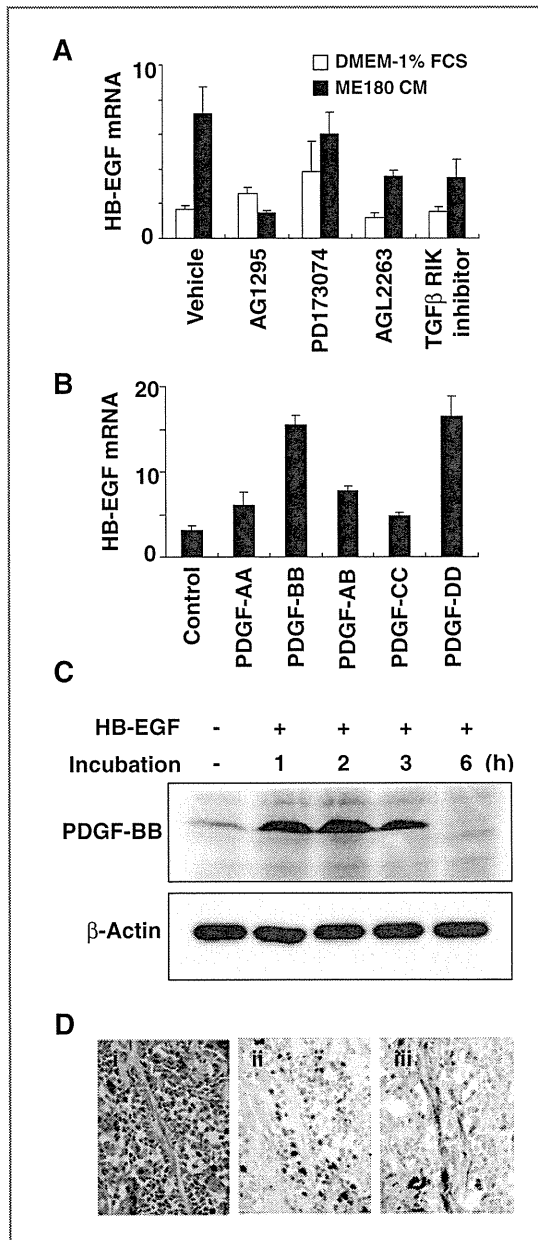 A
DMEM-1% FCS
ME180 CM
HB-EGF mRNA
10
0
Vehicle
AG1295
PD173074
AGL2263
TGFβ RIK
inhibitor
B
HB-EGF mRNA
20
10
0
Control
PDGF-AA
PDGF-BB
PDGF-AB
PDGF-CC
PDGF-DD
C
HB-EGF - + + + +
Incubation - 1 2 3 6 (h)
PDGF-BB
β-Actin
D
i ii iii